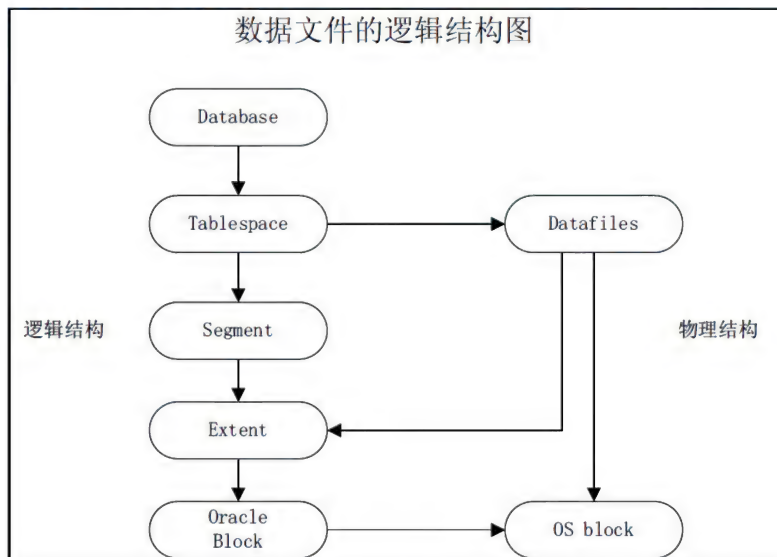 数据文件的逻辑结构图
Database
Tablespace
Datafiles
逻辑结构
Segment
物理结构
Extent
Oracle
Block
OS block